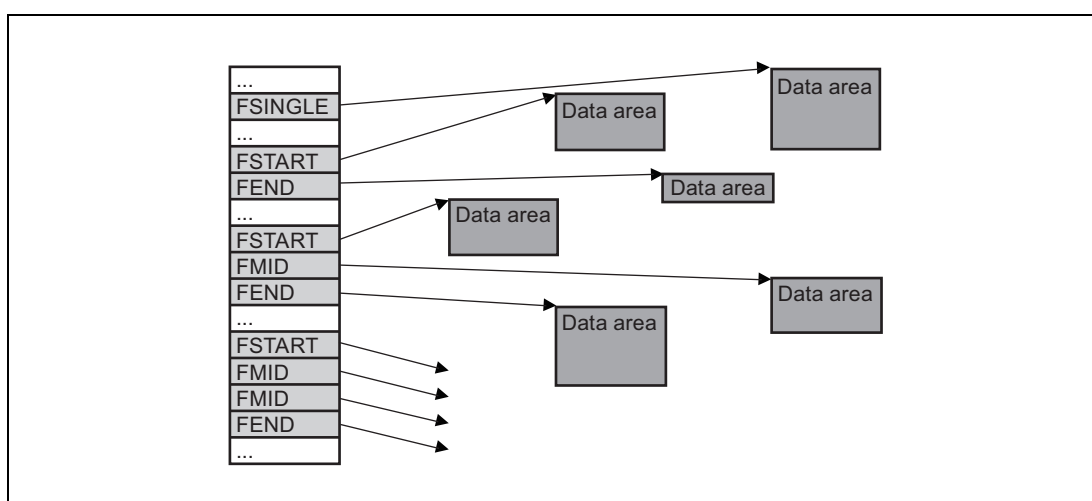 ...
FSINGLE
...
FSTART
FEND
...
FSTART
FMID
FEND
...
FSTART
FMID
FMID
FEND
...
Data area
Data area
Data area
Data area
Data area
Data area